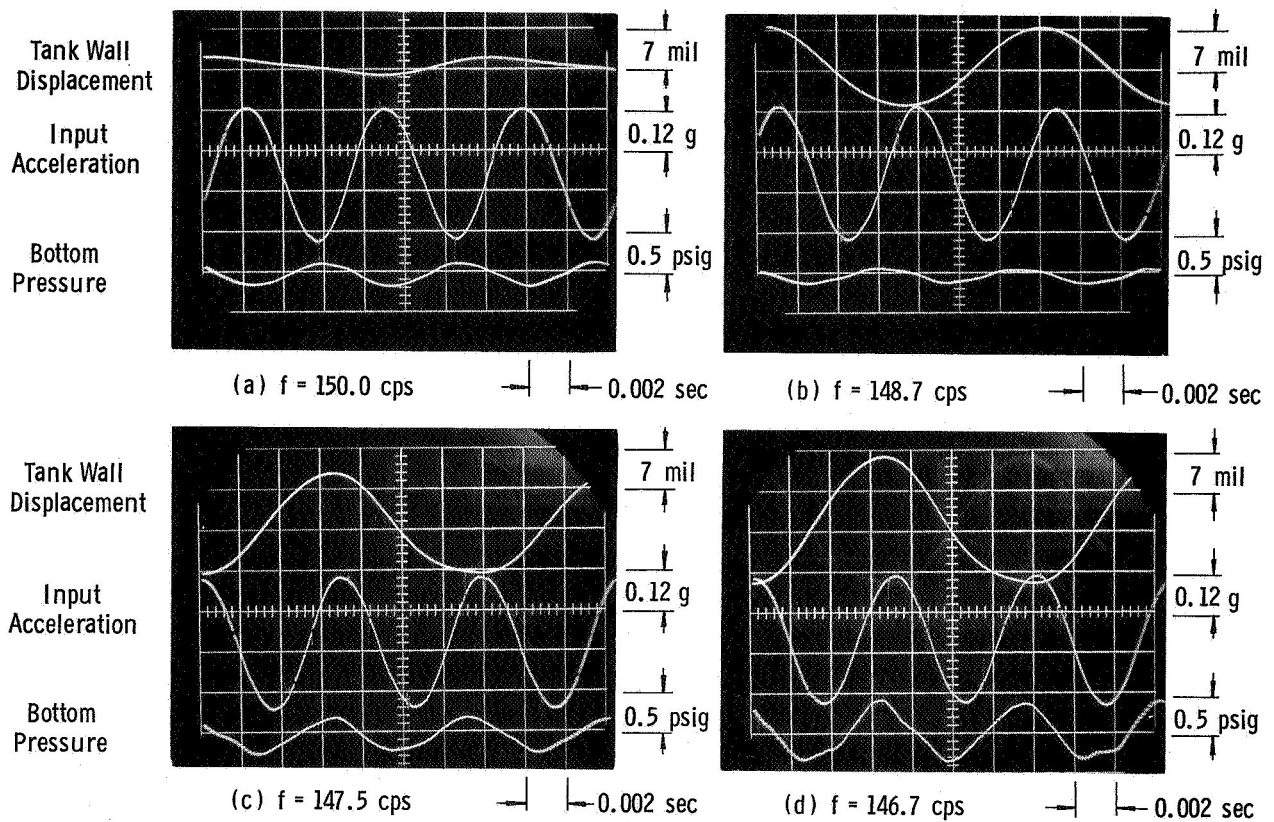 Tank Wall
Displacement
7 mil
7 mil
Input
Acceleration
0.12 g
0.12 g
Bottom
Pressure
0.5 psig
0.5 psig
(a) f = 150.0 cps
0.002 sec
(b) f = 148.7 cps
0.002 sec
Tank Wall
Displacement
7 mil
7 mil
Input
Acceleration
0.12 g
0.12 g
Bottom
Pressure
0.5 psig
0.5 psig
(c) f = 147.5 cps
0.002 sec
(d) f = 146.7 cps
0.002 sec